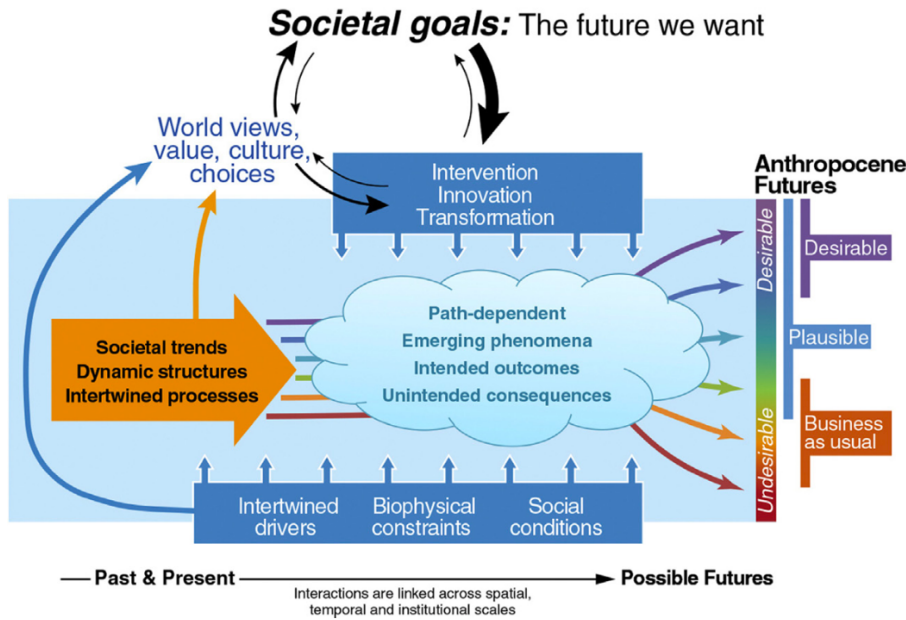 Societal goals: The future we want
World views,
value, culture,
choices
Intervention
Innovation
Transformation
Anthropocene
Futures
Desirable
Undesirable
Desirable
Plausible
Business
as usual
Societal trends
Dynamic structures
Intertwined processes
Path-dependent
Emerging phenomena
Intended outcomes
Unintended consequences
Intertwined
drivers
Biophysical
constraints
Social
conditions
Past & Present
Possible Futures
Interactions are linked across spatial,
temporal and institutional scales